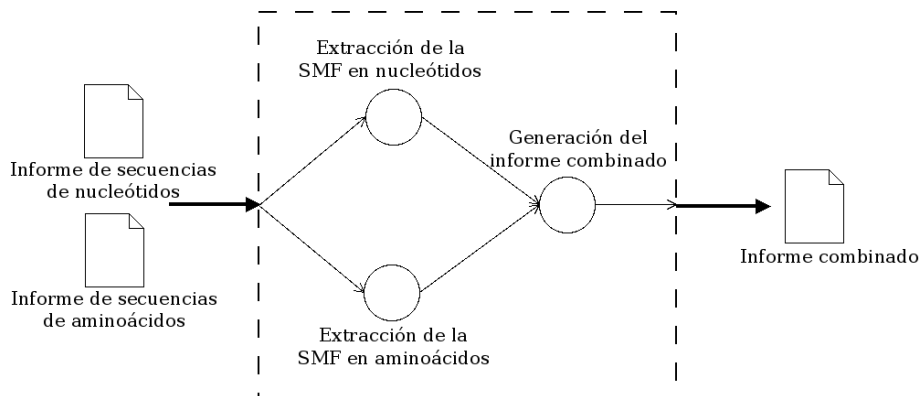 Informe de secuencias
de nucleótidos
Informe de secuencias
de aminoácidos
Extracción de la
SMF en nucleótidos
Extracción de la
SMF en aminoácidos
Generación del
informe combinado
Informe combinado